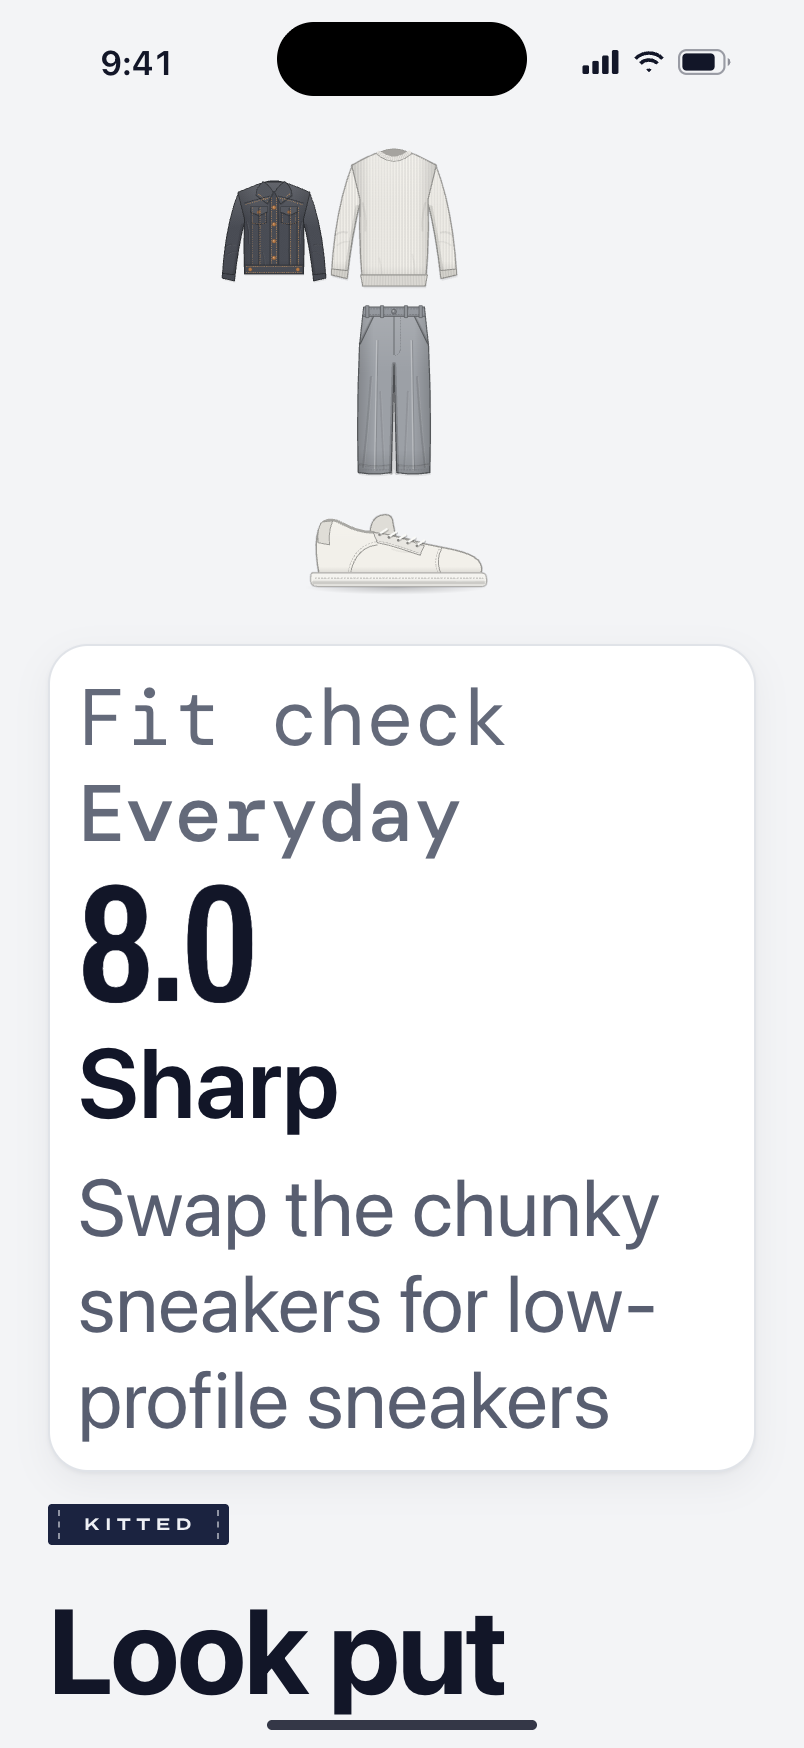 9:41
Fit check
Everyday
8.0
Sharp
Swap the chunky
sneakers for low-
profile sneakers
KITTED
Look put